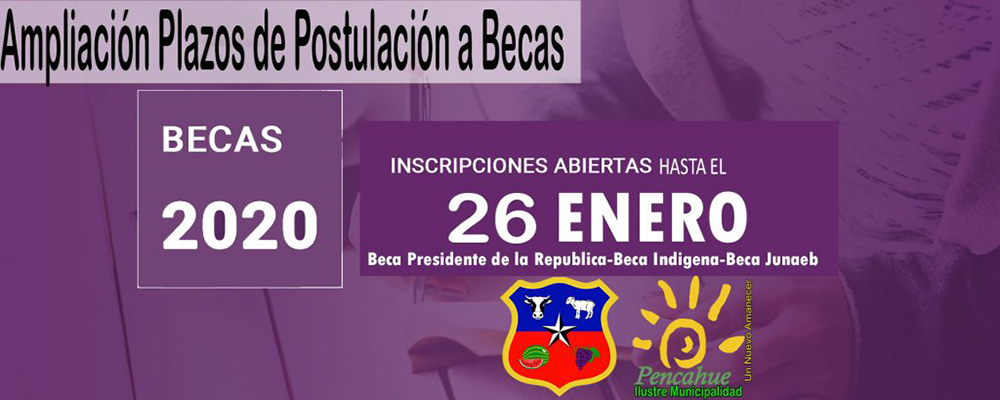 Ampliación Plazos de Postulación a Becas
BECAS
2020
INSCRIPCIONES ABIERTAS HASTA EL
26 ENERO
Beca Presidente de la Republica-Beca Indigena-Beca Junaeb
Un Nuevo Amanecer
Pencahue
Ilustre Municipalidad